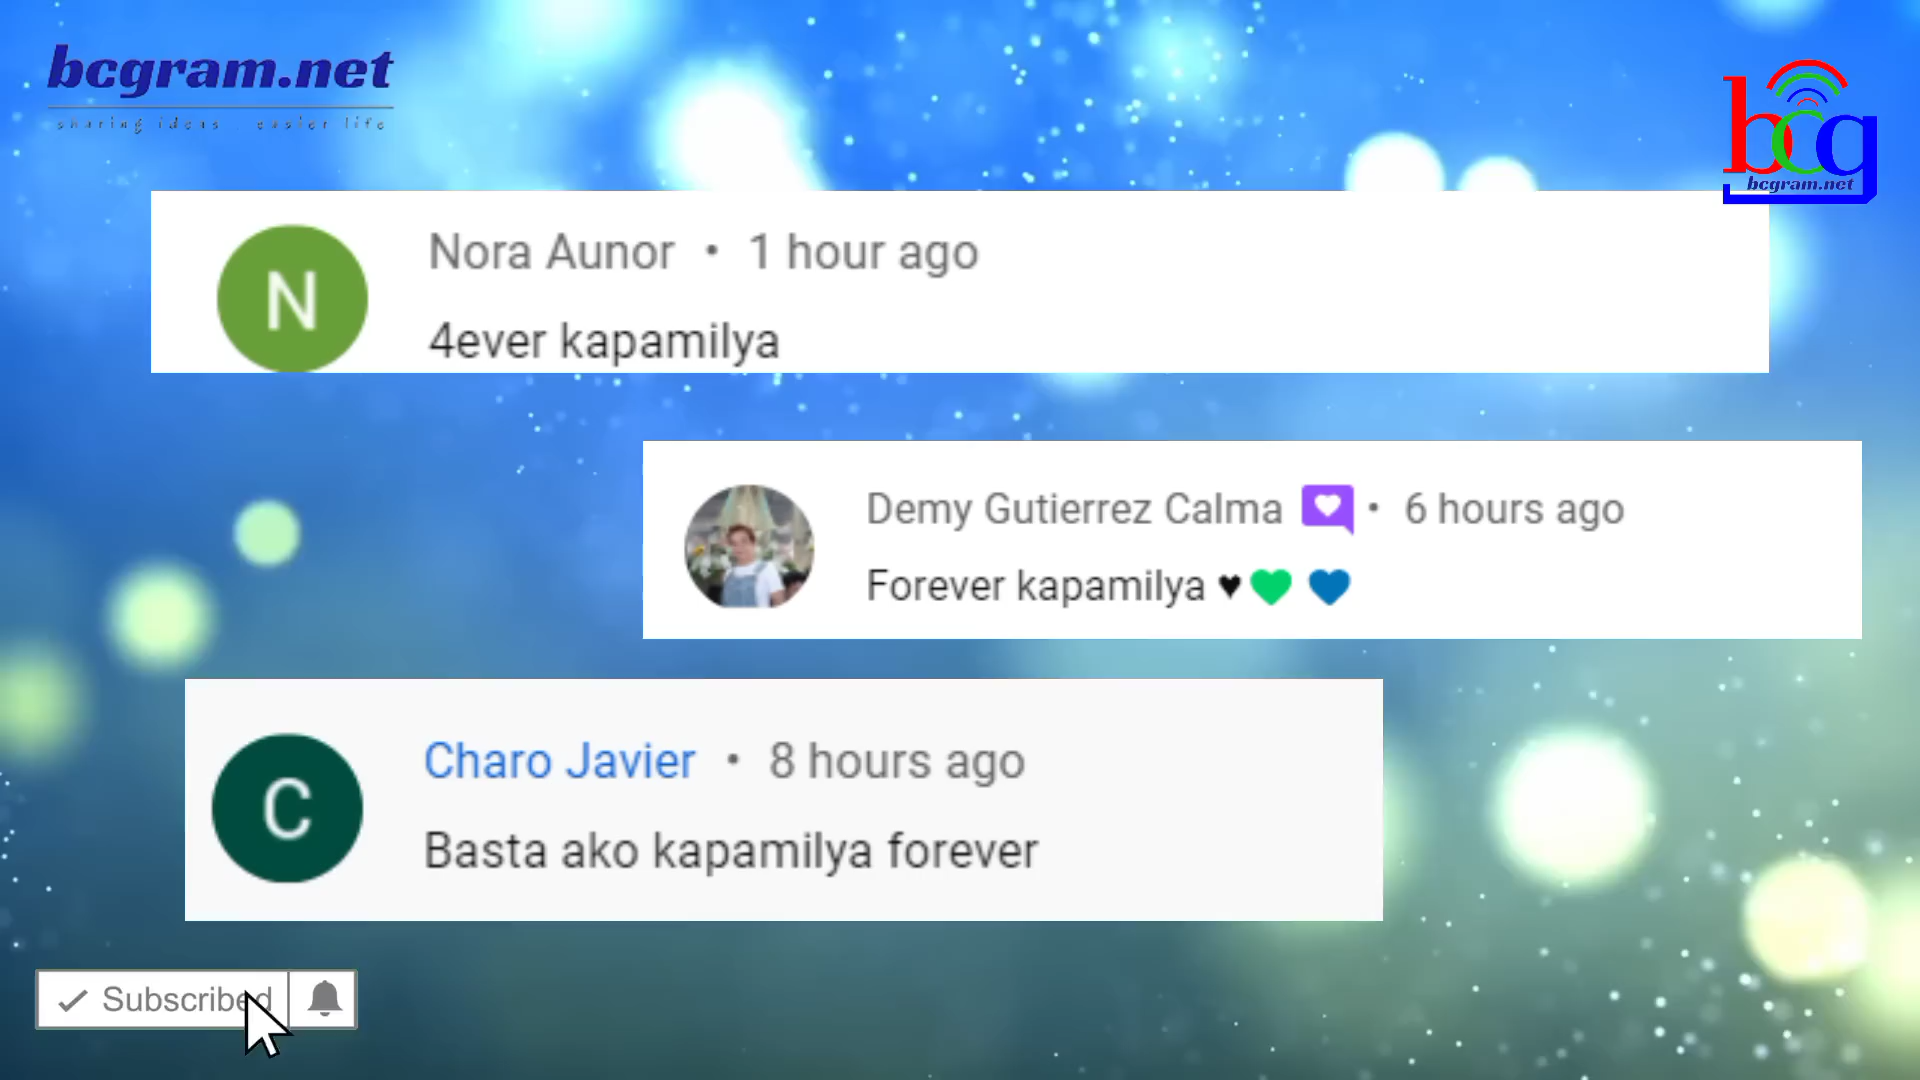 bcgram.net
sharing ideas . easier life
bcg
bcgram.net
N
Nora Aunor • 1 hour ago
4ever kapamilya
Demy Gutierrez Calma • 6 hours ago
Forever kapamilya ♥💚 💙
C
Charo Javier • 8 hours ago
Basta ako kapamilya forever
Subscribed